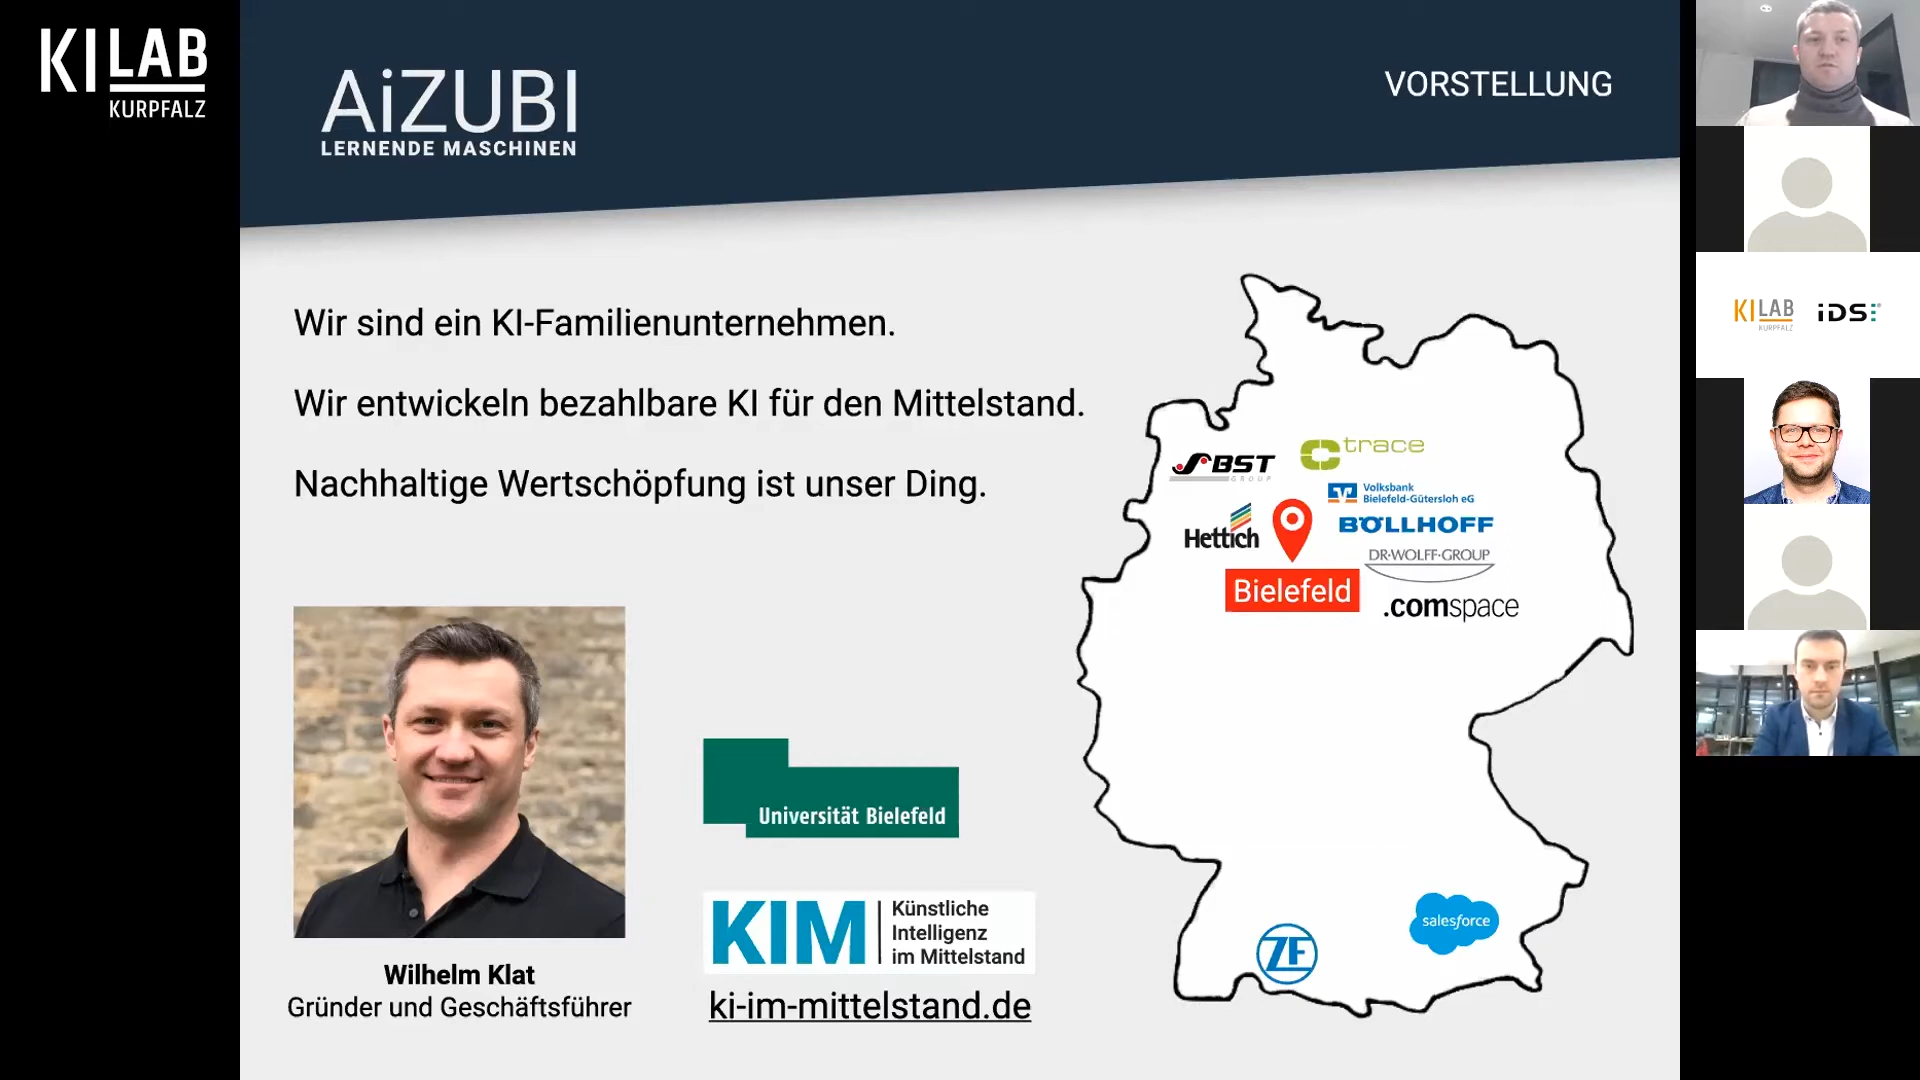 KI LAB
KURPFALZ
AiZUBI
LERNENDE MASCHINEN
VORSTELLUNG
Wir sind ein KI-Familienunternehmen.
Wir entwickeln bezahlbare KI für den Mittelstand.
Nachhaltige Wertschöpfung ist unser Ding.
BST
GROUP
trace
Volksbank
Bielefeld-Gütersloh eG
Hettich
BÖLLHOFF
DR·WOLFF·GROUP
Bielefeld
.comspace
salesforce
ZF
Universität Bielefeld
KIM
Künstliche
Intelligenz
im Mittelstand
ki-im-mittelstand.de
Wilhelm Klat
Gründer und Geschäftsführer
KI LAB
KURPFALZ
iDS